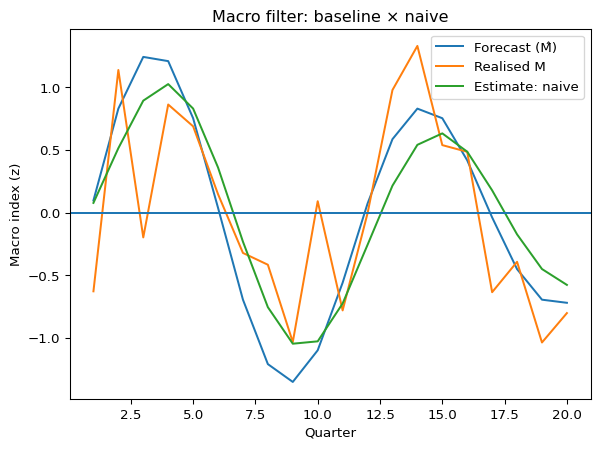 Macro filter: baseline × naive
Forecast (M̂)
Realised M
Estimate: naive
Macro index (z)
1.0
0.5
0.0
−0.5
−1.0
2.5 5.0 7.5 10.0 12.5 15.0 17.5 20.0
Quarter